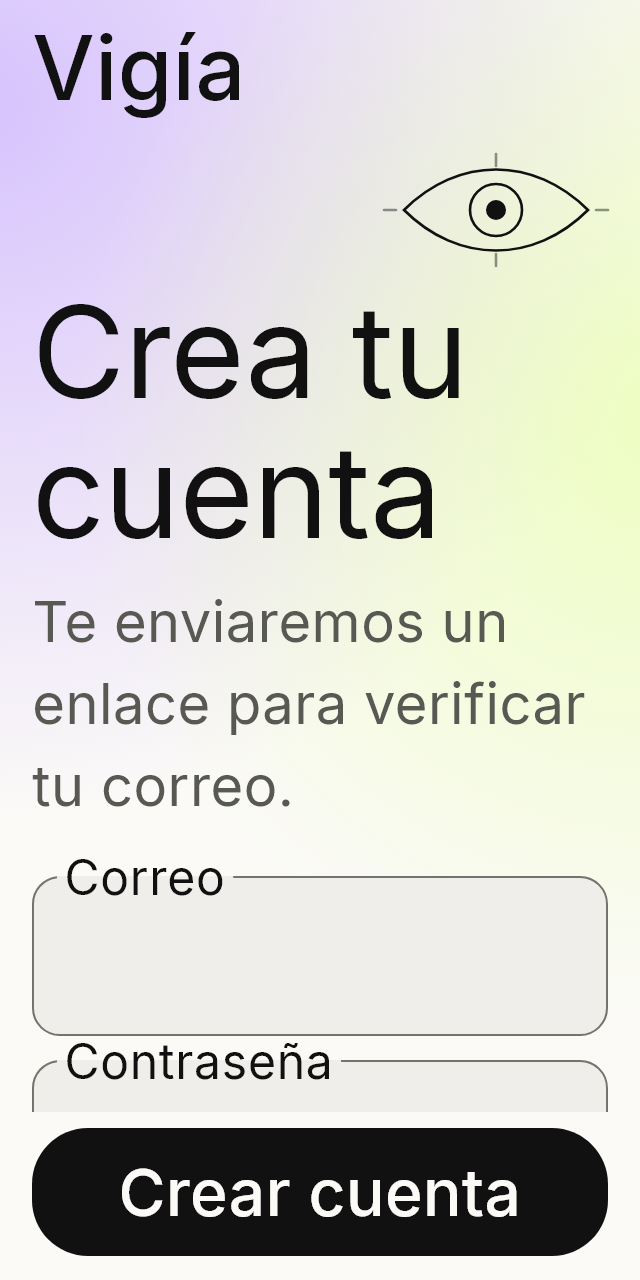 Vigía
Crea tu
cuenta
Te enviaremos un
enlace para verificar
tu correo.
Correo
Contraseña
Crear cuenta